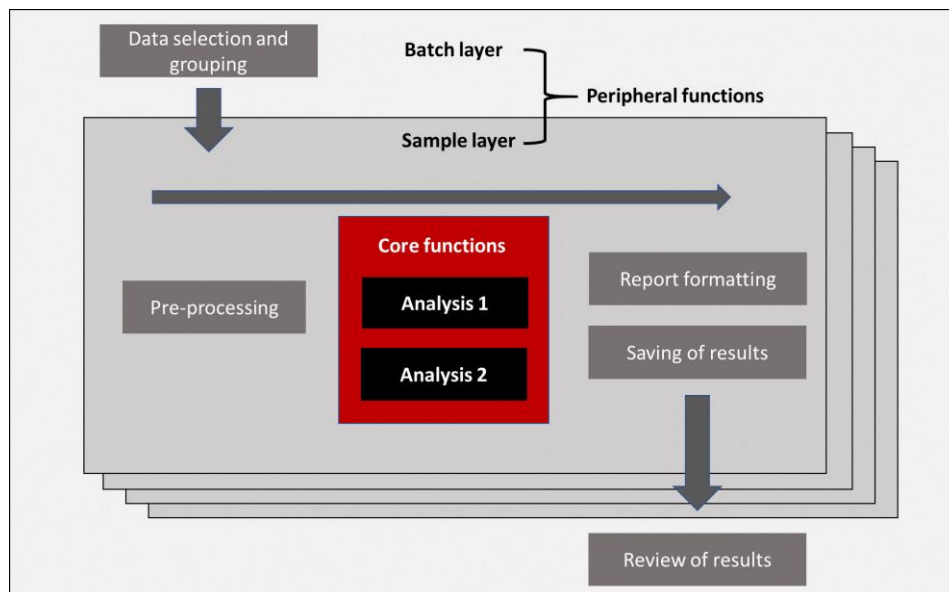 Data selection and
grouping
Batch layer
Peripheral functions
Sample layer
Core functions
Analysis 1
Analysis 2
Pre-processing
Report formatting
Saving of results
Review of results